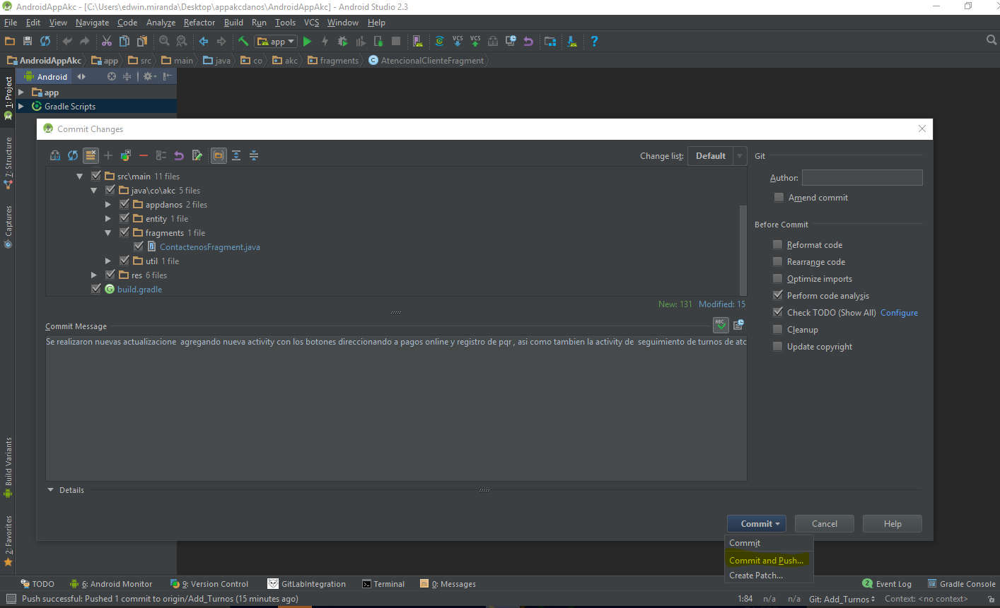 AndroidAppAkc - [C:\Users\edwin.miranda\Desktop\appakcdanos\AndroidAppAkc] - Android Studio 2.3
File Edit View Navigate Code Analyze Refactor Build Run Tools VCS Window Help
app
VCS VCS
AndroidAppAkc app src main java co akc fragments AtencionalClienteFragment
1: Project
7: Structure
Captures
Build Variants
2: Favorites
Android
app
Gradle Scripts
Commit Changes
Change list: Default
src\main 11 files
java\co\akc 5 files
appdanos 2 files
entity 1 file
fragments 1 file
ContactenosFragment.java
util 1 file
res 6 files
build.gradle
New: 131 Modified: 15
Commit Message
ABC
Se realizaron nuevas actualizacione agregando nueva activity con los botones direccionando a pagos online y registro de pqr , asi como tambien la activity de seguimiento de turnos de atc
Details
Git
Author:
Amend commit
Before Commit
Reformat code
Rearrange code
Optimize imports
Perform code analysis
Check TODO (Show All) Configure
Cleanup
Update copyright
Commit Cancel Help
Commit
Commit and Push...
Create Patch...
TODO 6: Android Monitor 9: Version Control GitLabIntegration Terminal 0: Messages 2 Event Log Gradle Console
Push successful: Pushed 1 commit to origin/Add_Turnos (15 minutes ago) 1:84 n/a n/a Git: Add_Turnos Context: <no context>